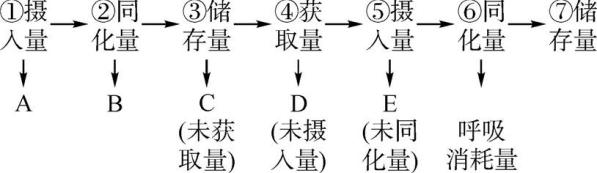 ①摄 ②同 ③储 ④获 ⑤摄 ⑥同 ⑦储
入量 化量 存量 取量 入量 化量 存量
A B C D E
(未获 (未摄 (未同 呼吸
取量) 入量) 化量) 消耗量